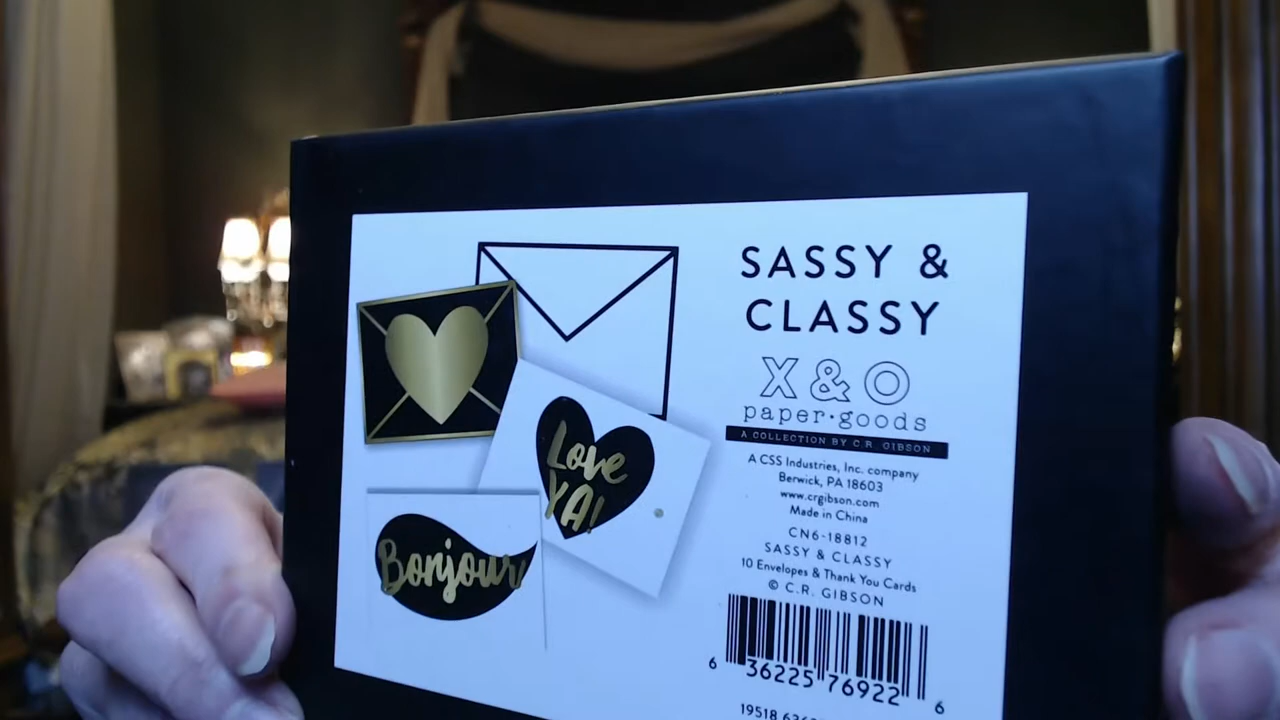 SASSY &
CLASSY
X & O
paper·goods
A COLLECTION BY C.R. GIBSON
A CSS Industries, Inc. company
Berwick, PA 18603
www.crgibson.com
Made in China
CN6-18812
SASSY & CLASSY
10 Envelopes & Thank You Cards
© C.R. GIBSON
6 36225 76922 6
19518
Love
YA!
Bonjour